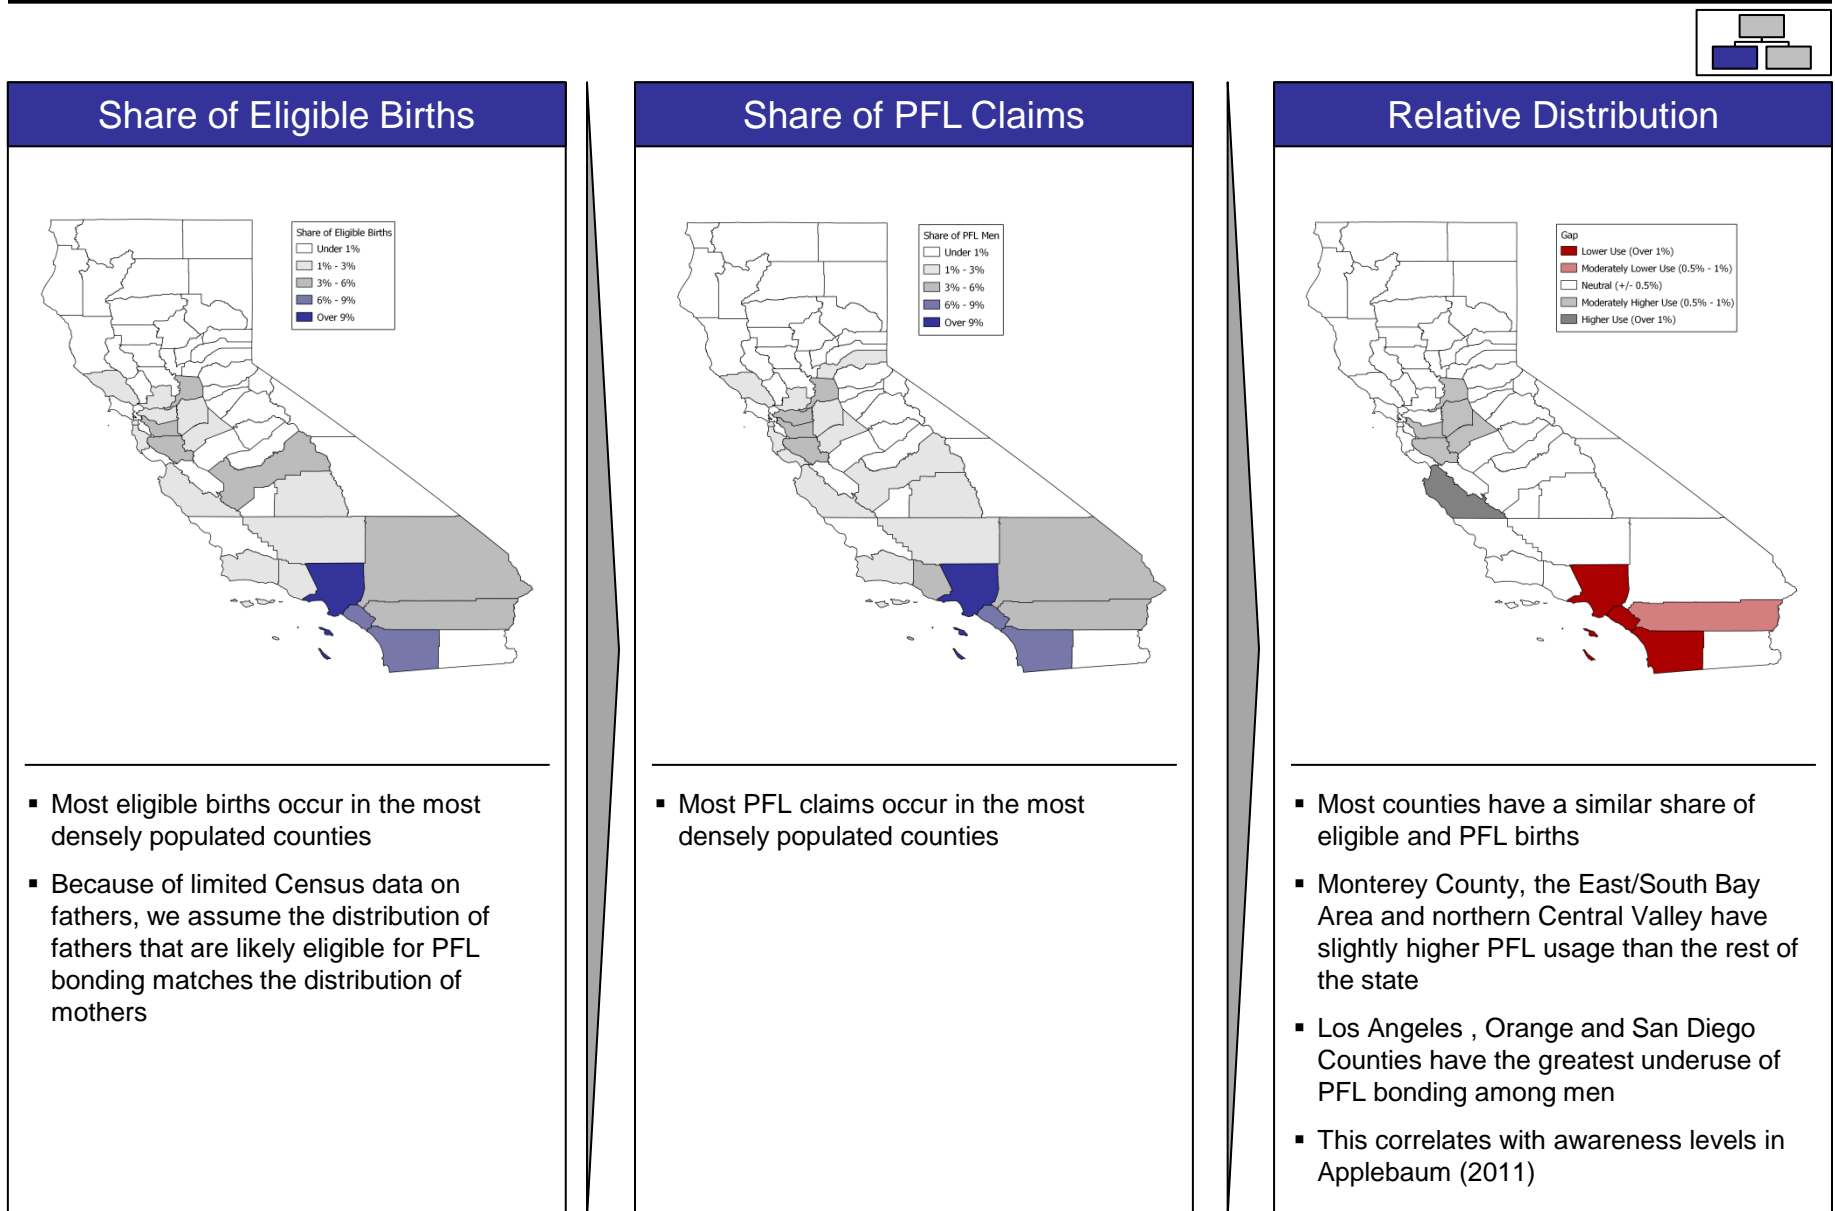 Share of Eligible Births
Share of Eligible Births
Under 1%
1% - 3%
3% - 6%
6% - 9%
Over 9%
▪ Most eligible births occur in the most
densely populated counties
▪ Because of limited Census data on
fathers, we assume the distribution of
fathers that are likely eligible for PFL
bonding matches the distribution of
mothers
Share of PFL Claims
Share of PFL Men
Under 1%
1% - 3%
3% - 6%
6% - 9%
Over 9%
▪ Most PFL claims occur in the most
densely populated counties
Relative Distribution
Gap
Lower Use (Over 1%)
Moderately Lower Use (0.5% - 1%)
Neutral (+/- 0.5%)
Moderately Higher Use (0.5% - 1%)
Higher Use (Over 1%)
▪ Most counties have a similar share of
eligible and PFL births
▪ Monterey County, the East/South Bay
Area and northern Central Valley have
slightly higher PFL usage than the rest of
the state
▪ Los Angeles , Orange and San Diego
Counties have the greatest underuse of
PFL bonding among men
▪ This correlates with awareness levels in
Applebaum (2011)